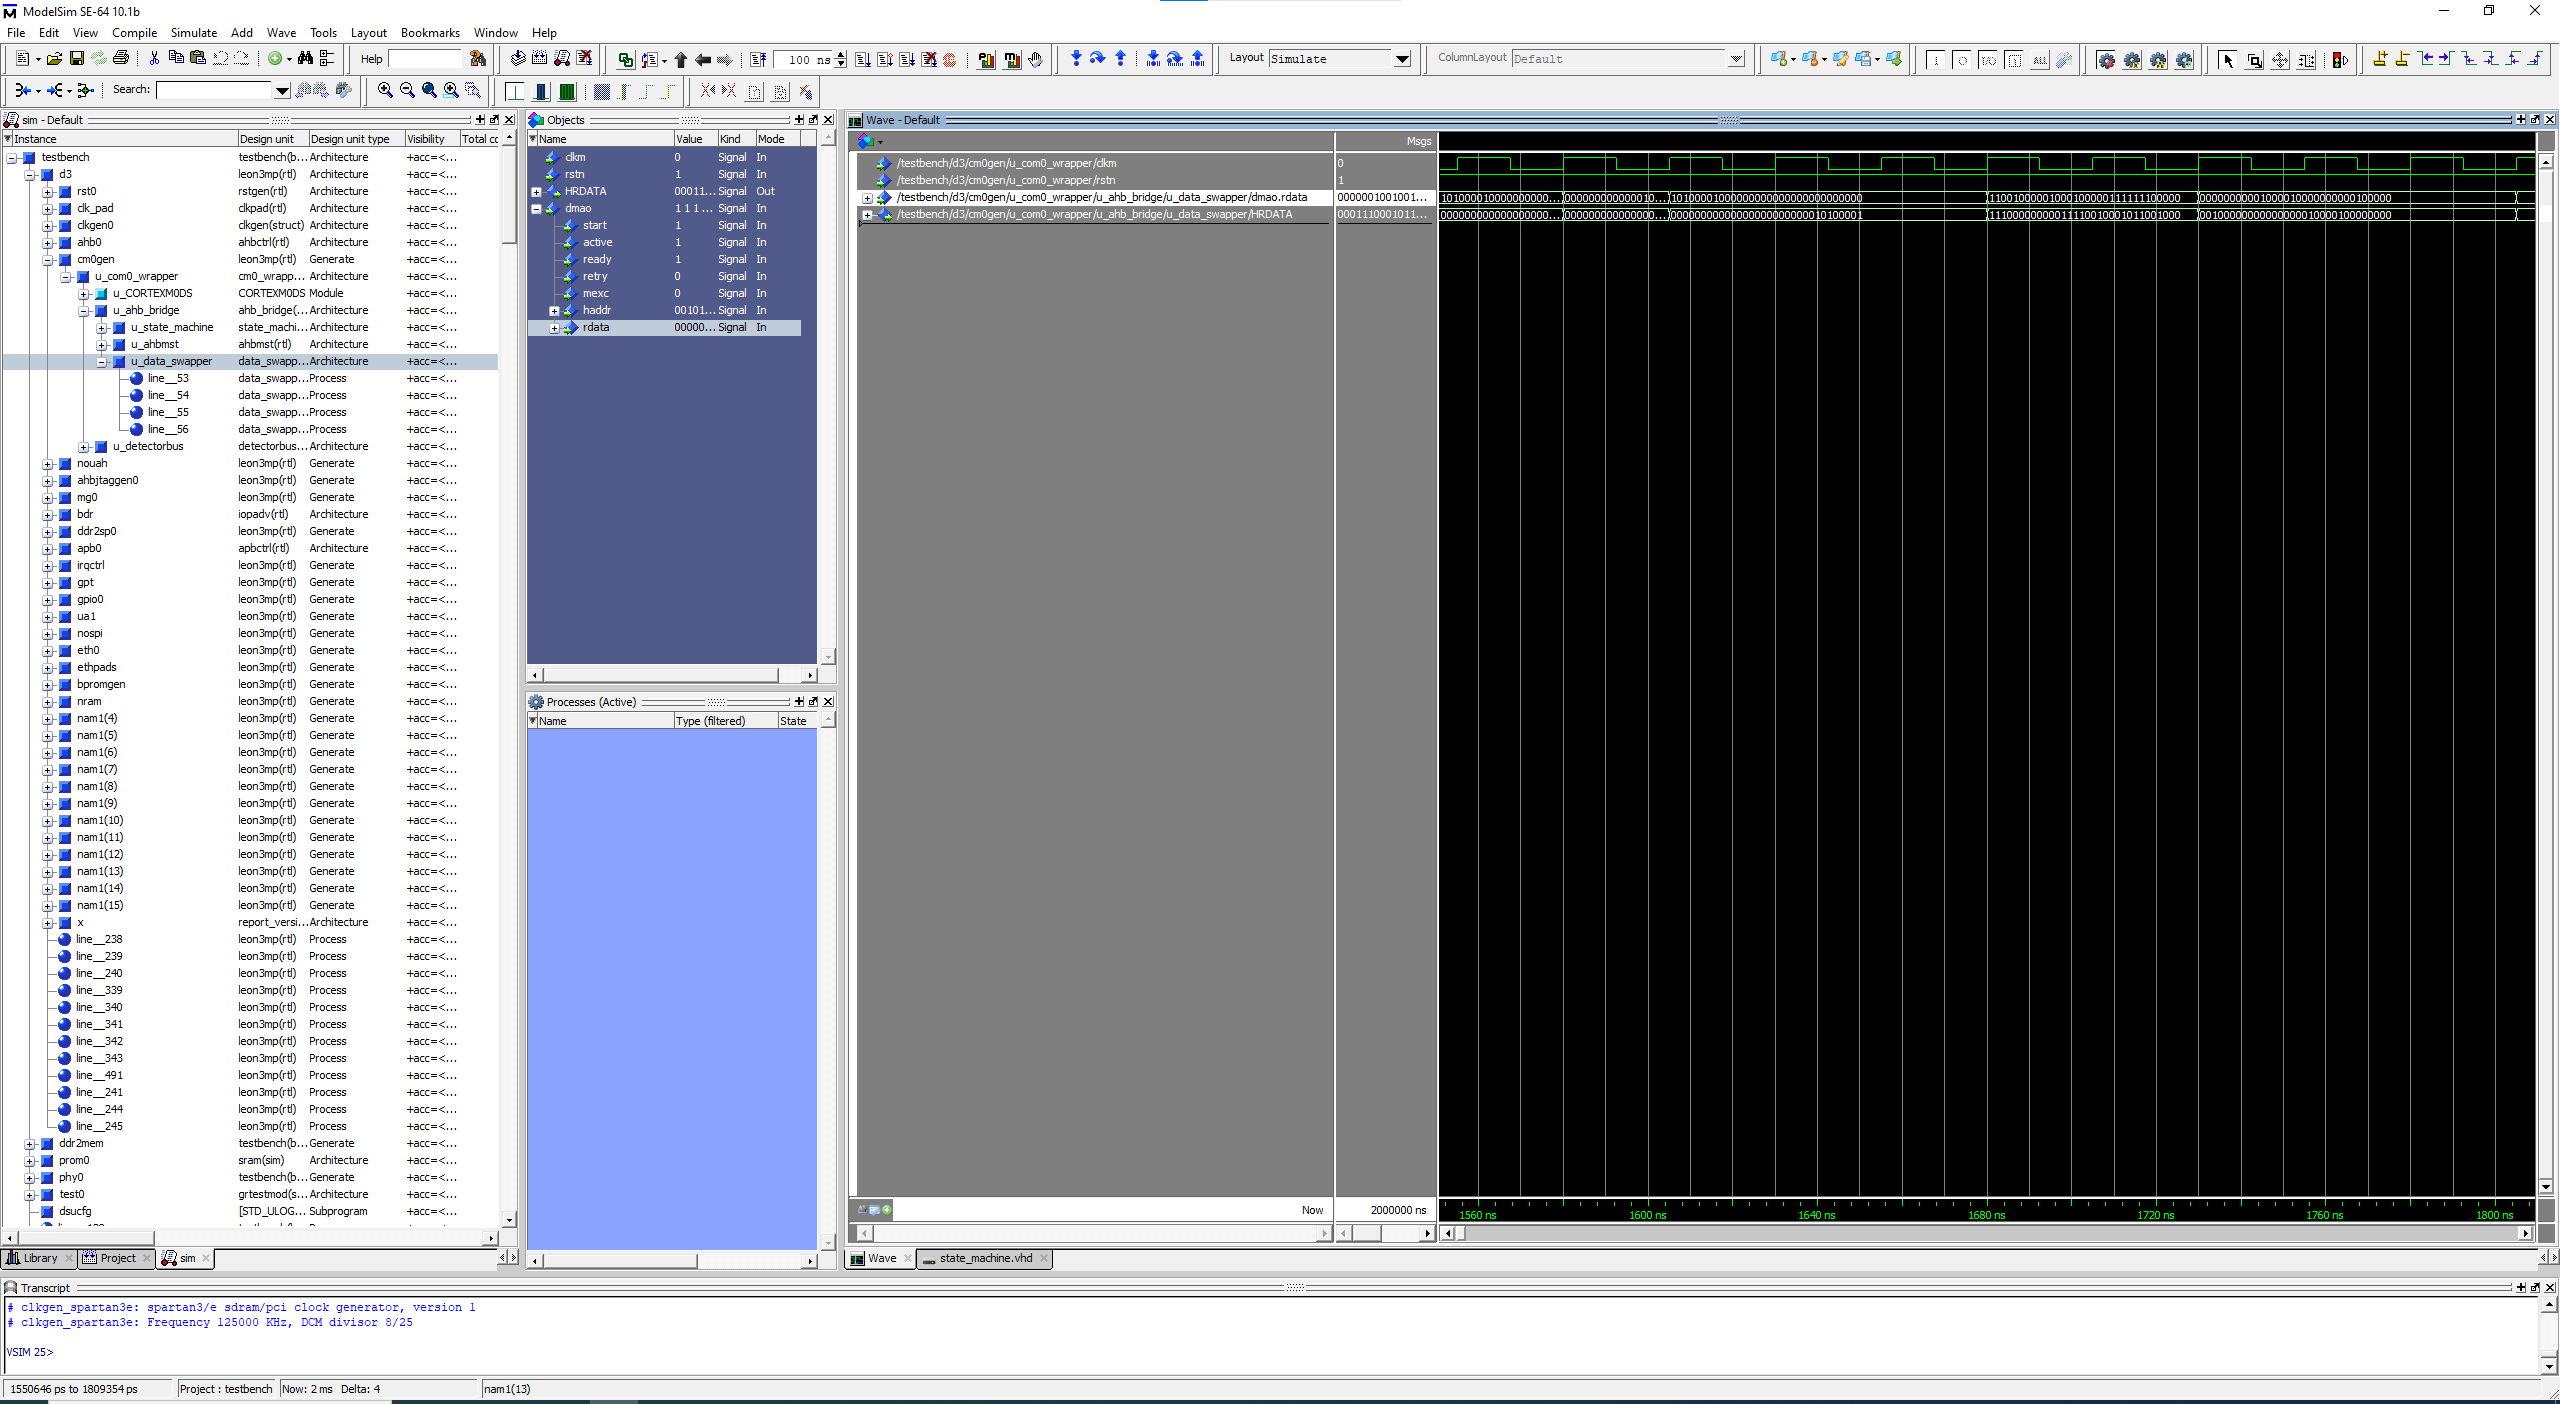 ModelSim SE-64 10.1b
File Edit View Compile Simulate Add Wave Tools Layout Bookmarks Window Help
Help 100 ns Layout Simulate ColumnLayout Default
Search:
sim - Default
Instance Design unit Design unit type Visibility Total cc
testbench testbench(b... Architecture +acc=<...
d3 leon3mp(rtl) Architecture +acc=<...
rst0 rstgen(rtl) Architecture +acc=<...
clk_pad clkpad(rtl) Architecture +acc=<...
clkgen0 clkgen(struct) Architecture +acc=<...
ahb0 ahbctrl(rtl) Architecture +acc=<...
cm0gen leon3mp(rtl) Generate +acc=<...
u_com0_wrapper cm0_wrapp... Architecture +acc=<...
u_CORTEXM0DS CORTEXM0DS Module +acc=<...
u_ahb_bridge ahb_bridge(... Architecture +acc=<...
u_state_machine state_machi... Architecture +acc=<...
u_ahbmst ahbmst(rtl) Architecture +acc=<...
u_data_swapper data_swapp... Architecture +acc=<...
line__53 data_swapp... Process +acc=<...
line__54 data_swapp... Process +acc=<...
line__55 data_swapp... Process +acc=<...
line__56 data_swapp... Process +acc=<...
u_detectorbus detectorbus... Architecture +acc=<...
nouah leon3mp(rtl) Generate +acc=<...
ahbjtaggen0 leon3mp(rtl) Generate +acc=<...
mg0 leon3mp(rtl) Generate +acc=<...
bdr iopadv(rtl) Architecture +acc=<...
ddr2sp0 leon3mp(rtl) Generate +acc=<...
apb0 apbctrl(rtl) Architecture +acc=<...
irqctrl leon3mp(rtl) Generate +acc=<...
gpt leon3mp(rtl) Generate +acc=<...
gpio0 leon3mp(rtl) Generate +acc=<...
ua1 leon3mp(rtl) Generate +acc=<...
nospi leon3mp(rtl) Generate +acc=<...
eth0 leon3mp(rtl) Generate +acc=<...
ethpads leon3mp(rtl) Generate +acc=<...
bpromgen leon3mp(rtl) Generate +acc=<...
nram leon3mp(rtl) Generate +acc=<...
nam1(4) leon3mp(rtl) Generate +acc=<...
nam1(5) leon3mp(rtl) Generate +acc=<...
nam1(6) leon3mp(rtl) Generate +acc=<...
nam1(7) leon3mp(rtl) Generate +acc=<...
nam1(8) leon3mp(rtl) Generate +acc=<...
nam1(9) leon3mp(rtl) Generate +acc=<...
nam1(10) leon3mp(rtl) Generate +acc=<...
nam1(11) leon3mp(rtl) Generate +acc=<...
nam1(12) leon3mp(rtl) Generate +acc=<...
nam1(13) leon3mp(rtl) Generate +acc=<...
nam1(14) leon3mp(rtl) Generate +acc=<...
nam1(15) leon3mp(rtl) Generate +acc=<...
x report_versi... Architecture +acc=<...
line__238 leon3mp(rtl) Process +acc=<...
line__239 leon3mp(rtl) Process +acc=<...
line__240 leon3mp(rtl) Process +acc=<...
line__339 leon3mp(rtl) Process +acc=<...
line__340 leon3mp(rtl) Process +acc=<...
line__341 leon3mp(rtl) Process +acc=<...
line__342 leon3mp(rtl) Process +acc=<...
line__343 leon3mp(rtl) Process +acc=<...
line__491 leon3mp(rtl) Process +acc=<...
line__241 leon3mp(rtl) Process +acc=<...
line__244 leon3mp(rtl) Process +acc=<...
line__245 leon3mp(rtl) Process +acc=<...
ddr2mem testbench(b... Generate +acc=<...
prom0 sram(sim) Architecture +acc=<...
phy0 testbench(b... Generate +acc=<...
test0 grtestmod(s... Architecture +acc=<...
dsucfg [STD_ULOG... Subprogram +acc=<...
Library Project sim
Objects
Name Value Kind Mode
clkm 0 Signal In
rstn 1 Signal In
HRDATA 00011... Signal Out
dmao 1 1 1 ... Signal In
start 1 Signal In
active 1 Signal In
ready 1 Signal In
retry 0 Signal In
mexc 0 Signal In
haddr 00101... Signal In
rdata 00000... Signal In
Processes (Active)
Name Type (filtered) State
Wave - Default
Msgs
/testbench/d3/cm0gen/u_com0_wrapper/clkm 0
/testbench/d3/cm0gen/u_com0_wrapper/rstn 1
/testbench/d3/cm0gen/u_com0_wrapper/u_ahb_bridge/u_data_swapper/dmao.rdata 0000001001001...
/testbench/d3/cm0gen/u_com0_wrapper/u_ahb_bridge/u_data_swapper/HRDATA 0001110001011...
Now 2000000 ns
1560 ns 1600 ns 1640 ns 1680 ns 1720 ns 1760 ns 1800 ns
Wave state_machine.vhd
Transcript
# clkgen_spartan3e: spartan3/e sdram/pci clock generator, version 1
# clkgen_spartan3e: Frequency 125000 KHz, DCM divisor 8/25
VSIM 25>
1550646 ps to 1809354 ps Project : testbench Now: 2 ms Delta: 4 nam1(13)